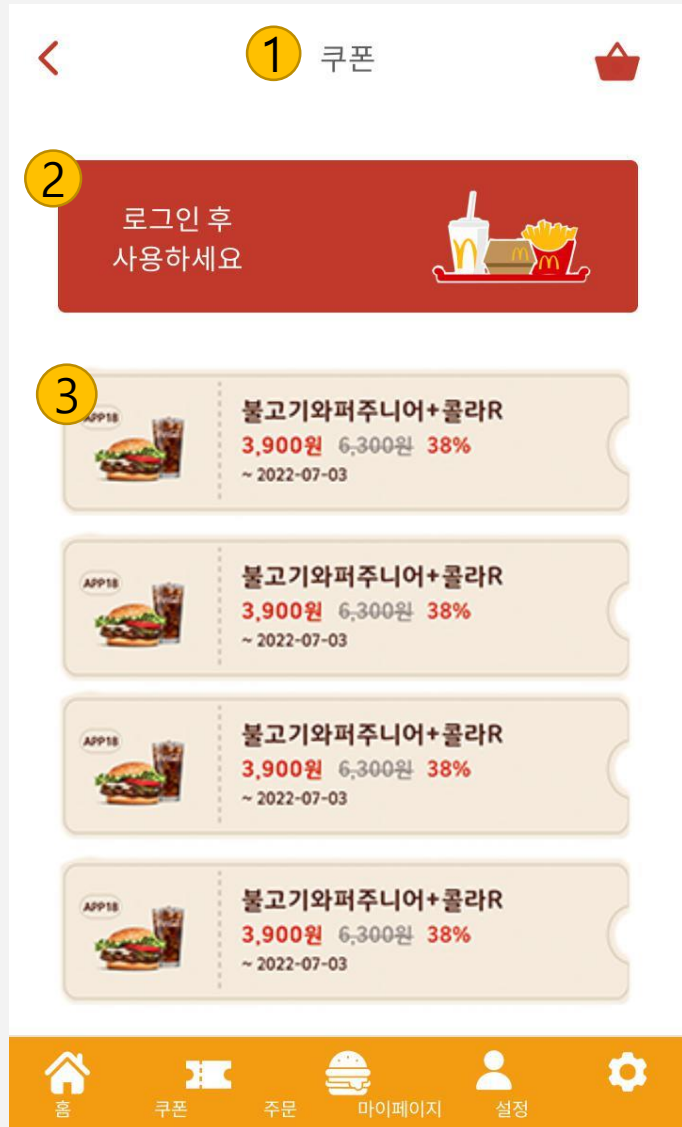 1 쿠폰
2
로그인 후
사용하세요
3
APP18
불고기와퍼주니어+콜라R
3,900원 6,300원 38%
~ 2022-07-03
APP18
불고기와퍼주니어+콜라R
3,900원 6,300원 38%
~ 2022-07-03
APP18
불고기와퍼주니어+콜라R
3,900원 6,300원 38%
~ 2022-07-03
APP18
불고기와퍼주니어+콜라R
3,900원 6,300원 38%
~ 2022-07-03
홈 쿠폰 주문 마이페이지 설정